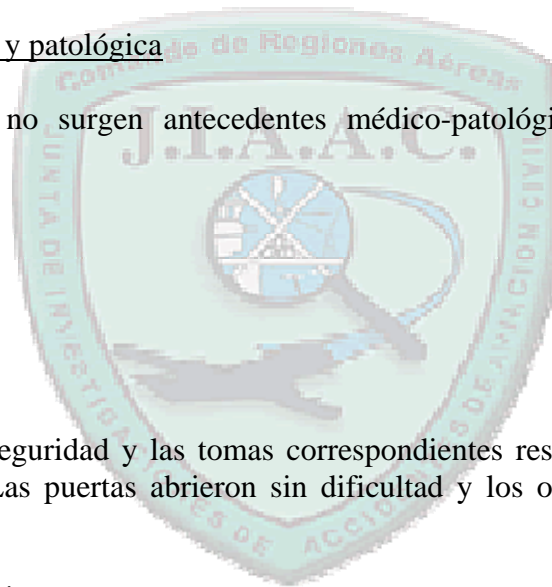 y patológica
Comando de Regiones Aéreas
no surgen antecedentes médico-patológi
J.I.A.A.C.
JUNTA DE INVESTIGACIONES DE ACCIDENTES DE AVIACION CIVIL
eguridad y las tomas correspondientes res
Las puertas abrieron sin dificultad y los o